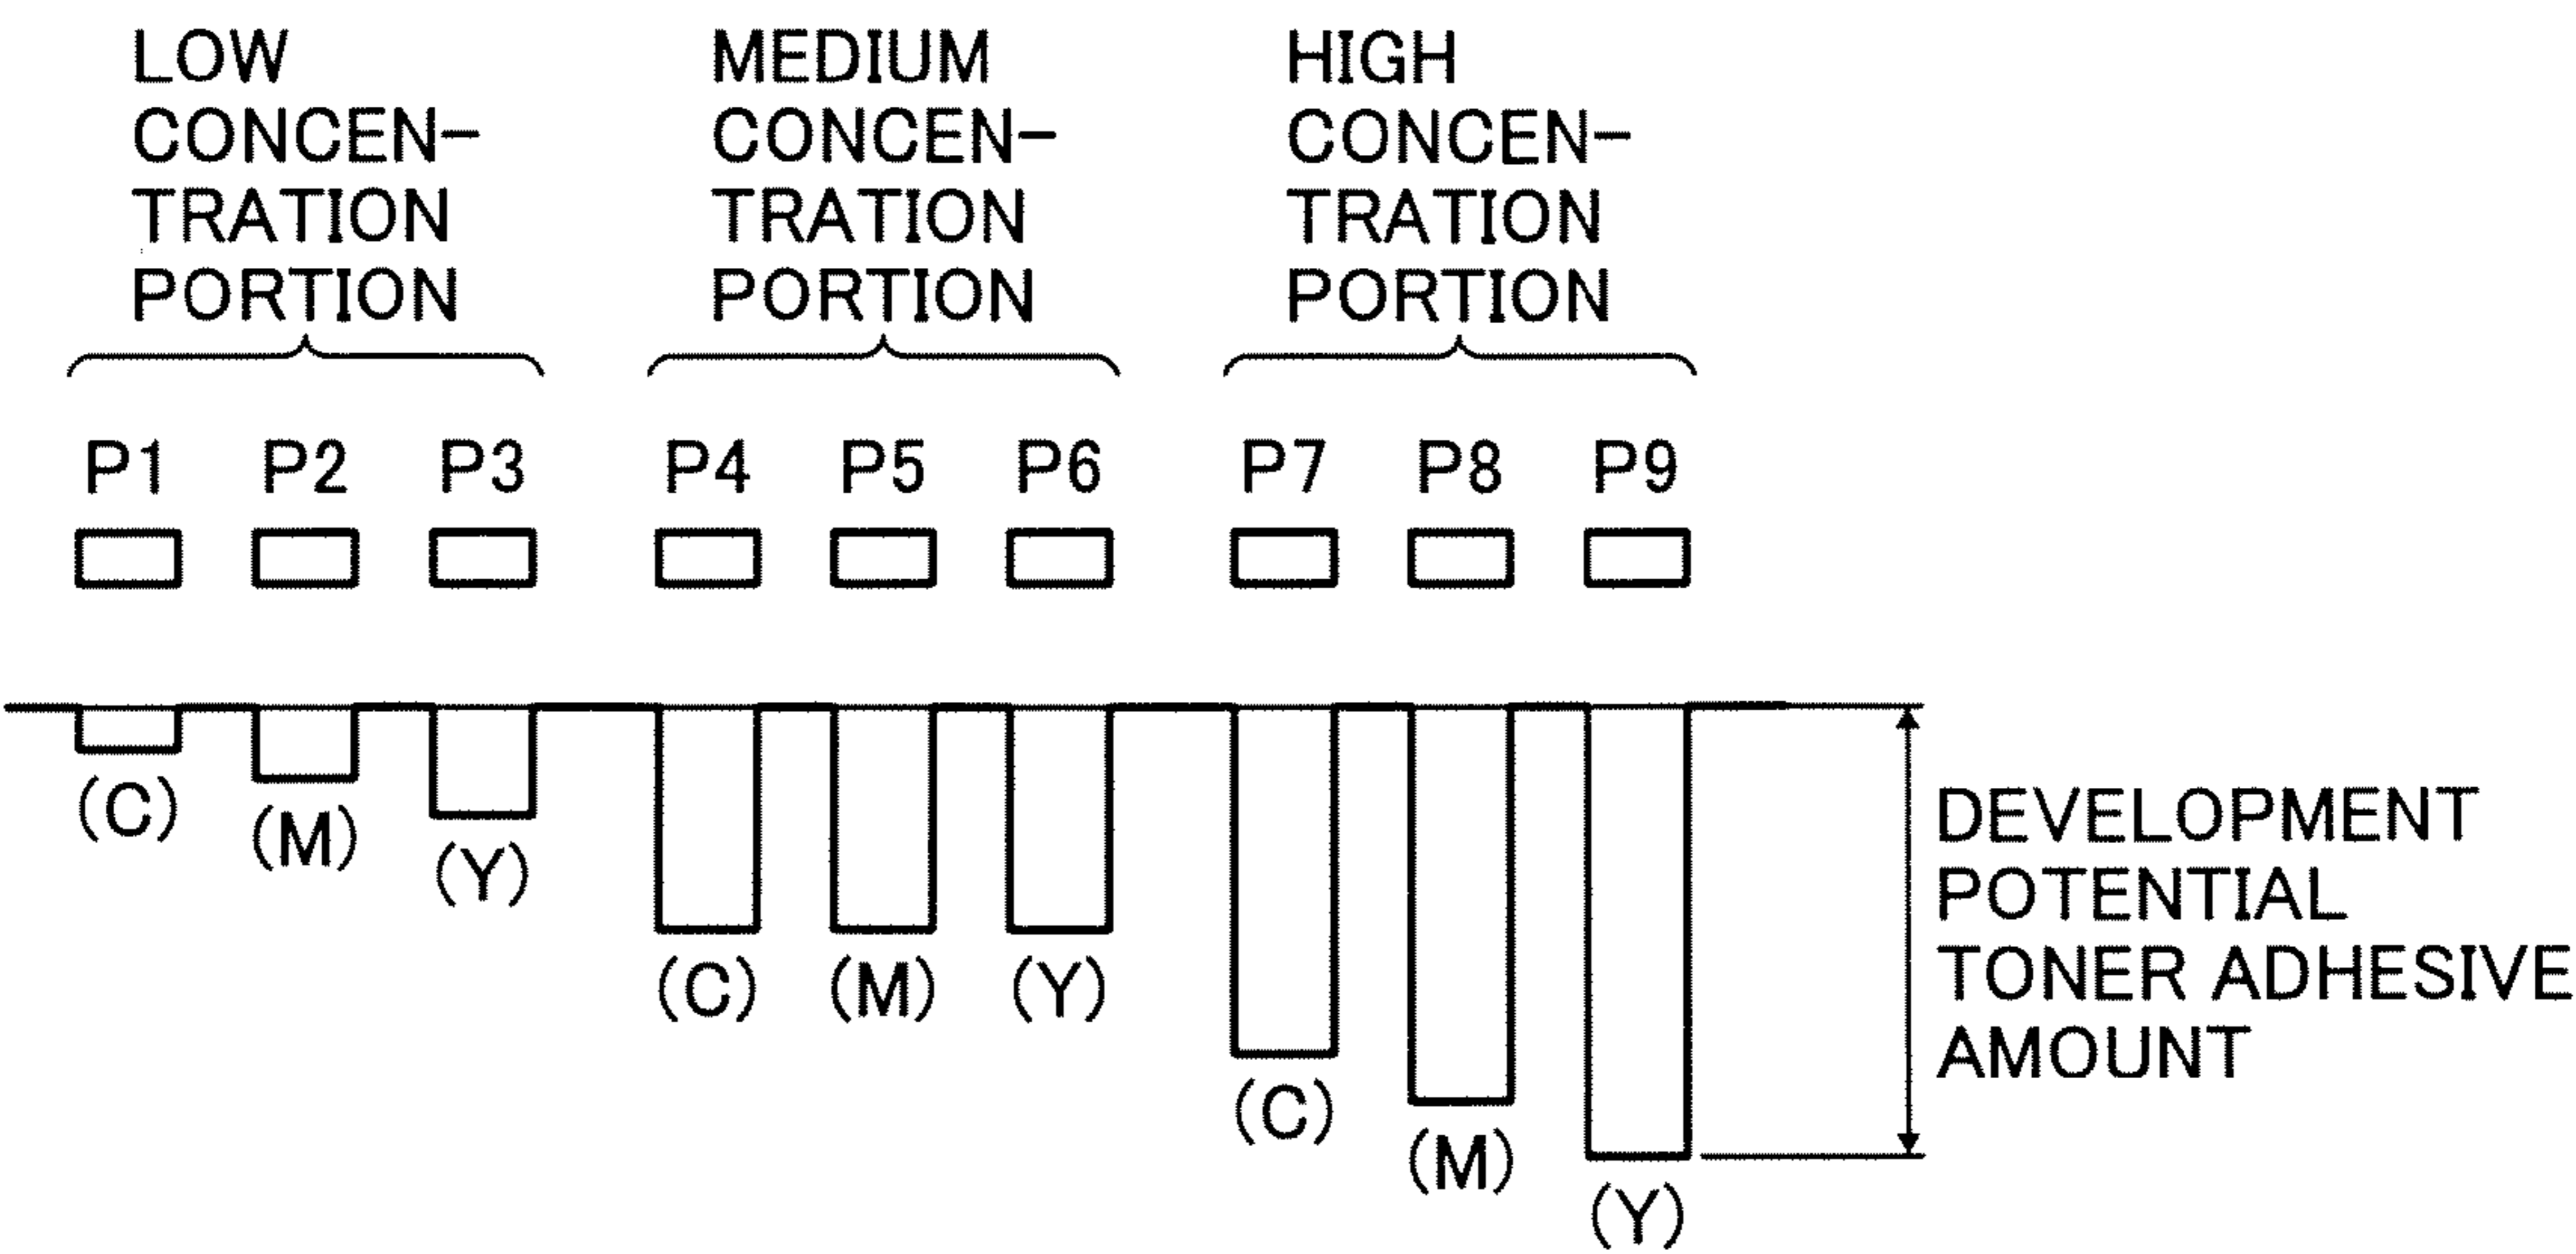 LOW
CONCEN-
TRATION
PORTION
MEDIUM
CONCEN-
TRATION
PORTION
HIGH
CONCEN-
TRATION
PORTION
P1 P2 P3 P4 P5 P6 P7 P8 P9
(C) (M) (Y) (C) (M) (Y) (C) (M) (Y)
DEVELOPMENT
POTENTIAL
TONER ADHESIVE
AMOUNT